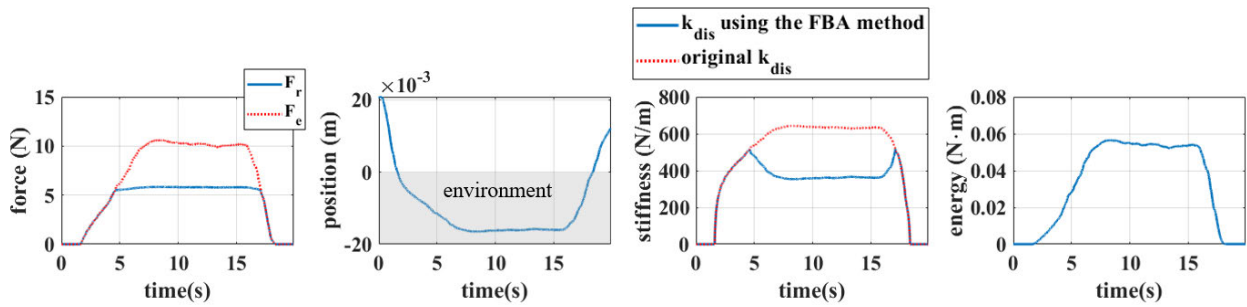 F_r
F_e
15
10
5
0
force (N)
0 5 10 15
time(s)
×10^-3
20
0
-20
position (m)
environment
0 5 10 15
time(s)
k_dis using the FBA method
original k_dis
800
600
400
200
0
stiffness (N/m)
0 5 10 15
time(s)
0.08
0.06
0.04
0.02
0
energy (N·m)
0 5 10 15
time(s)